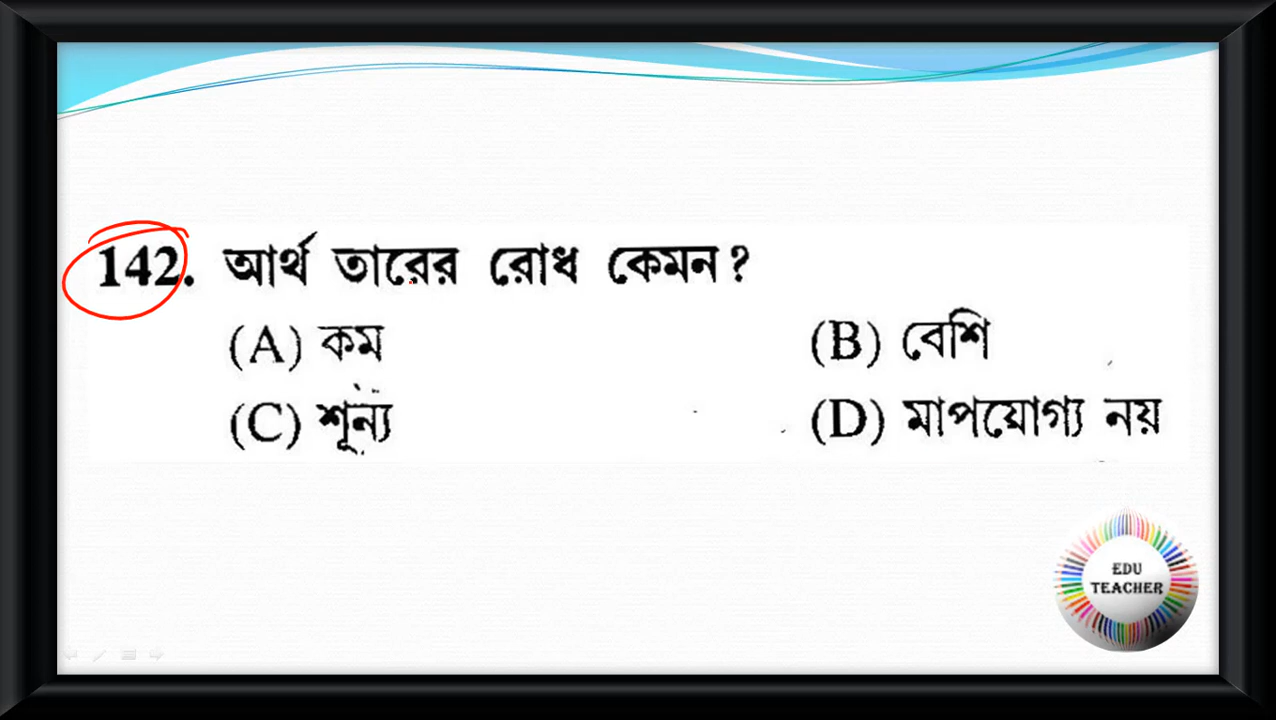 142. আর্থ তারের রোধ কেমন?
(A) কম (B) বেশি
(C) শূন্য (D) মাপযোগ্য নয়
EDU
TEACHER